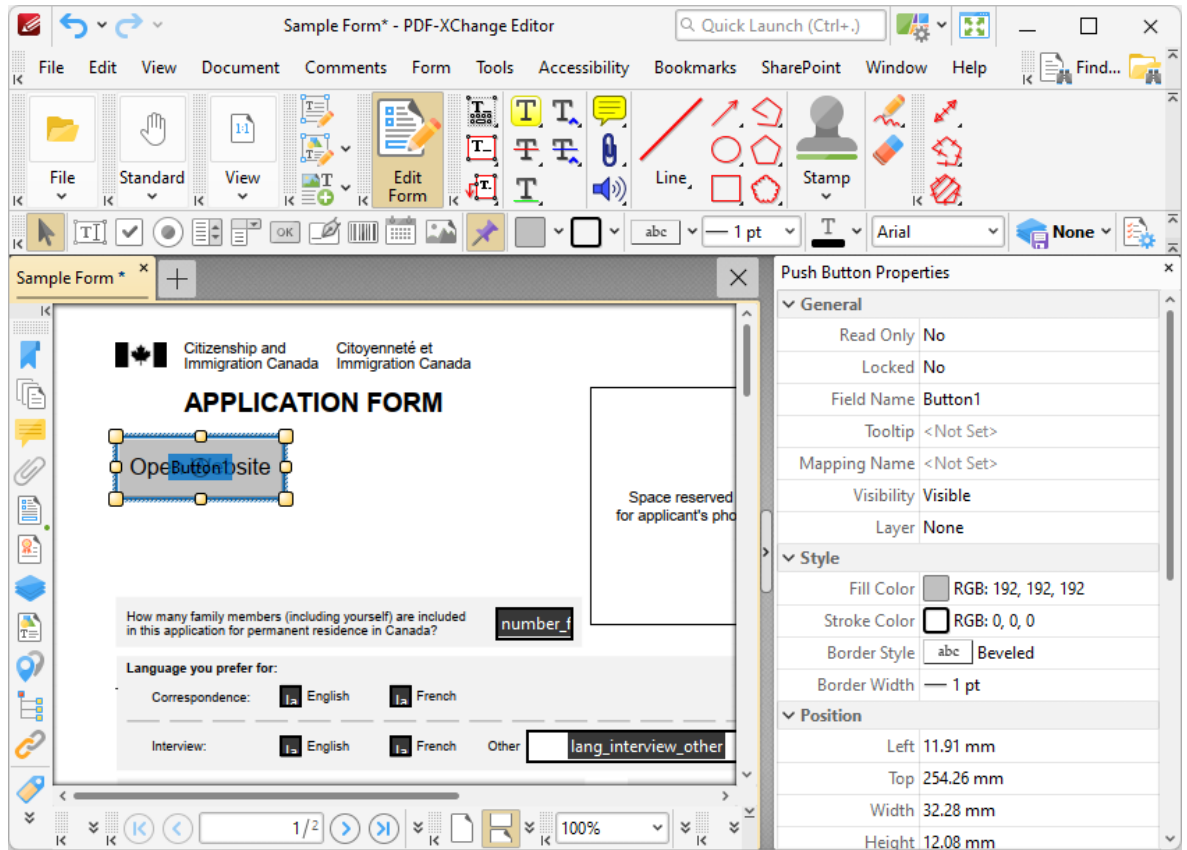 Sample Form* - PDF-XChange Editor
Quick Launch (Ctrl+.)
File Edit View Document Comments Form Tools Accessibility Bookmarks SharePoint Window Help Find...
File Standard View Edit Form Line Stamp
OK abc 1 pt T Arial None
Sample Form *
Push Button Properties
General
Read Only No
Locked No
Field Name Button1
Tooltip <Not Set>
Mapping Name <Not Set>
Visibility Visible
Layer None
Style
Fill Color RGB: 192, 192, 192
Stroke Color RGB: 0, 0, 0
Border Style abc Beveled
Border Width 1 pt
Position
Left 11.91 mm
Top 254.26 mm
Width 32.28 mm
Height 12.08 mm
Citizenship and Citoyenneté et
Immigration Canada Immigration Canada
APPLICATION FORM
Button1
Space reserved
for applicant's pho
How many family members (including yourself) are included
in this application for permanent residence in Canada?
number_f
Language you prefer for:
Correspondence: la English la French
Interview: la English la French Other lang_interview_other
1/2 100%